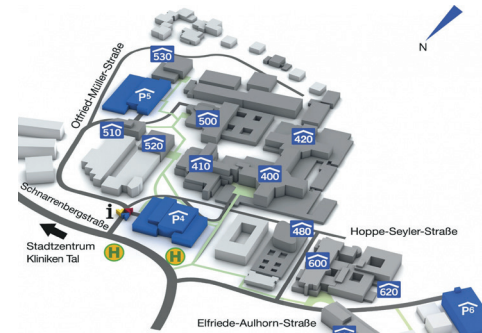 N
530
Otfried-Müller-Straße
P5
500
510
520
420
410
400
Schnarrenbergstraße
i
P4
H
H
Stadtzentrum
Kliniken Tal
480
Hoppe-Seyler-Straße
600
620
P6
Elfriede-Aulhorn-Straße